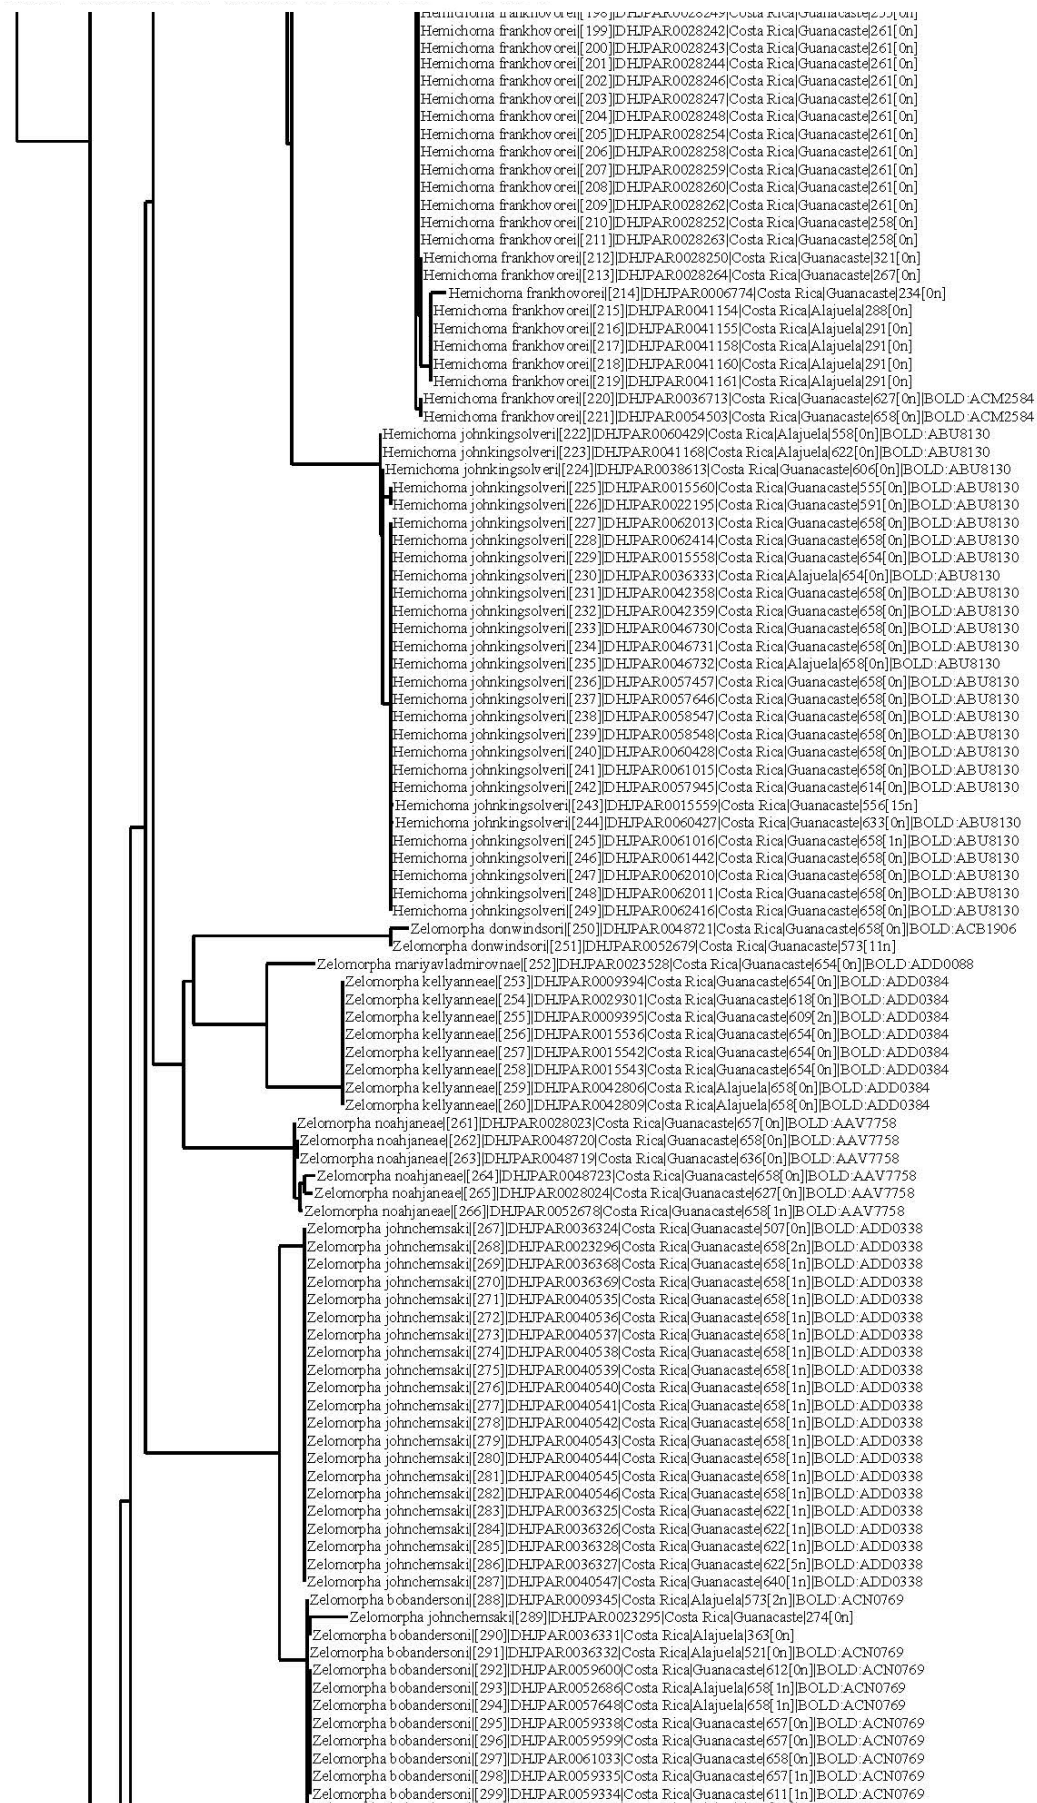 Hemichoma frankhovorei|[198]|DHJPAR0028249|Costa Rica|Guanacaste|255[0n]
Hemichoma frankhovorei|[199]|DHJPAR0028242|Costa Rica|Guanacaste|261[0n]
Hemichoma frankhovorei|[200]|DHJPAR0028243|Costa Rica|Guanacaste|261[0n]
Hemichoma frankhovorei|[201]|DHJPAR0028244|Costa Rica|Guanacaste|261[0n]
Hemichoma frankhovorei|[202]|DHJPAR0028246|Costa Rica|Guanacaste|261[0n]
Hemichoma frankhovorei|[203]|DHJPAR0028247|Costa Rica|Guanacaste|261[0n]
Hemichoma frankhovorei|[204]|DHJPAR0028248|Costa Rica|Guanacaste|261[0n]
Hemichoma frankhovorei|[205]|DHJPAR0028254|Costa Rica|Guanacaste|261[0n]
Hemichoma frankhovorei|[206]|DHJPAR0028258|Costa Rica|Guanacaste|261[0n]
Hemichoma frankhovorei|[207]|DHJPAR0028259|Costa Rica|Guanacaste|261[0n]
Hemichoma frankhovorei|[208]|DHJPAR0028260|Costa Rica|Guanacaste|261[0n]
Hemichoma frankhovorei|[209]|DHJPAR0028262|Costa Rica|Guanacaste|261[0n]
Hemichoma frankhovorei|[210]|DHJPAR0028252|Costa Rica|Guanacaste|258[0n]
Hemichoma frankhovorei|[211]|DHJPAR0028263|Costa Rica|Guanacaste|258[0n]
Hemichoma frankhovorei|[212]|DHJPAR0028250|Costa Rica|Guanacaste|321[0n]
Hemichoma frankhovorei|[213]|DHJPAR0028264|Costa Rica|Guanacaste|267[0n]
Hemichoma frankhovorei|[214]|DHJPAR0006774|Costa Rica|Guanacaste|234[0n]
Hemichoma frankhovorei|[215]|DHJPAR0041154|Costa Rica|Alajuela|288[0n]
Hemichoma frankhovorei|[216]|DHJPAR0041155|Costa Rica|Alajuela|291[0n]
Hemichoma frankhovorei|[217]|DHJPAR0041158|Costa Rica|Alajuela|291[0n]
Hemichoma frankhovorei|[218]|DHJPAR0041160|Costa Rica|Alajuela|291[0n]
Hemichoma frankhovorei|[219]|DHJPAR0041161|Costa Rica|Alajuela|291[0n]
Hemichoma frankhovorei|[220]|DHJPAR0036713|Costa Rica|Guanacaste|627[0n]|BOLD:ACM2584
Hemichoma frankhovorei|[221]|DHJPAR0054503|Costa Rica|Guanacaste|658[0n]|BOLD:ACM2584
Hemichoma johnkingsolveri|[222]|DHJPAR0060429|Costa Rica|Alajuela|558[0n]|BOLD:ABU8130
Hemichoma johnkingsolveri|[223]|DHJPAR0041168|Costa Rica|Alajuela|622[0n]|BOLD:ABU8130
Hemichoma johnkingsolveri|[224]|DHJPAR0038613|Costa Rica|Guanacaste|606[0n]|BOLD:ABU8130
Hemichoma johnkingsolveri|[225]|DHJPAR0015560|Costa Rica|Guanacaste|555[0n]|BOLD:ABU8130
Hemichoma johnkingsolveri|[226]|DHJPAR0022195|Costa Rica|Guanacaste|591[0n]|BOLD:ABU8130
Hemichoma johnkingsolveri|[227]|DHJPAR0062013|Costa Rica|Guanacaste|658[0n]|BOLD:ABU8130
Hemichoma johnkingsolveri|[228]|DHJPAR0062414|Costa Rica|Guanacaste|658[0n]|BOLD:ABU8130
Hemichoma johnkingsolveri|[229]|DHJPAR0015558|Costa Rica|Guanacaste|654[0n]|BOLD:ABU8130
Hemichoma johnkingsolveri|[230]|DHJPAR0036333|Costa Rica|Alajuela|654[0n]|BOLD:ABU8130
Hemichoma johnkingsolveri|[231]|DHJPAR0042358|Costa Rica|Guanacaste|658[0n]|BOLD:ABU8130
Hemichoma johnkingsolveri|[232]|DHJPAR0042359|Costa Rica|Guanacaste|658[0n]|BOLD:ABU8130
Hemichoma johnkingsolveri|[233]|DHJPAR0046730|Costa Rica|Guanacaste|658[0n]|BOLD:ABU8130
Hemichoma johnkingsolveri|[234]|DHJPAR0046731|Costa Rica|Guanacaste|658[0n]|BOLD:ABU8130
Hemichoma johnkingsolveri|[235]|DHJPAR0046732|Costa Rica|Alajuela|658[0n]|BOLD:ABU8130
Hemichoma johnkingsolveri|[236]|DHJPAR0057457|Costa Rica|Guanacaste|658[0n]|BOLD:ABU8130
Hemichoma johnkingsolveri|[237]|DHJPAR0057646|Costa Rica|Guanacaste|658[0n]|BOLD:ABU8130
Hemichoma johnkingsolveri|[238]|DHJPAR0058547|Costa Rica|Guanacaste|658[0n]|BOLD:ABU8130
Hemichoma johnkingsolveri|[239]|DHJPAR0058548|Costa Rica|Guanacaste|658[0n]|BOLD:ABU8130
Hemichoma johnkingsolveri|[240]|DHJPAR0060428|Costa Rica|Guanacaste|658[0n]|BOLD:ABU8130
Hemichoma johnkingsolveri|[241]|DHJPAR0061015|Costa Rica|Guanacaste|658[0n]|BOLD:ABU8130
Hemichoma johnkingsolveri|[242]|DHJPAR0057945|Costa Rica|Guanacaste|614[0n]|BOLD:ABU8130
Hemichoma johnkingsolveri|[243]|DHJPAR0015559|Costa Rica|Guanacaste|556[15n]
Hemichoma johnkingsolveri|[244]|DHJPAR0060427|Costa Rica|Guanacaste|633[0n]|BOLD:ABU8130
Hemichoma johnkingsolveri|[245]|DHJPAR0061016|Costa Rica|Guanacaste|658[1n]|BOLD:ABU8130
Hemichoma johnkingsolveri|[246]|DHJPAR0061442|Costa Rica|Guanacaste|658[0n]|BOLD:ABU8130
Hemichoma johnkingsolveri|[247]|DHJPAR0062010|Costa Rica|Guanacaste|658[0n]|BOLD:ABU8130
Hemichoma johnkingsolveri|[248]|DHJPAR0062011|Costa Rica|Guanacaste|658[0n]|BOLD:ABU8130
Hemichoma johnkingsolveri|[249]|DHJPAR0062416|Costa Rica|Guanacaste|658[0n]|BOLD:ABU8130
Zelomorpha donwindsori|[250]|DHJPAR0048721|Costa Rica|Guanacaste|658[0n]|BOLD:ACB1906
Zelomorpha donwindsori|[251]|DHJPAR0052679|Costa Rica|Guanacaste|573[11n]
Zelomorpha mariyavladmirovnae|[252]|DHJPAR0023528|Costa Rica|Guanacaste|654[0n]|BOLD:ADD0088
Zelomorpha kellyanneae|[253]|DHJPAR0009394|Costa Rica|Guanacaste|654[0n]|BOLD:ADD0384
Zelomorpha kellyanneae|[254]|DHJPAR0029301|Costa Rica|Guanacaste|618[0n]|BOLD:ADD0384
Zelomorpha kellyanneae|[255]|DHJPAR0009395|Costa Rica|Guanacaste|609[2n]|BOLD:ADD0384
Zelomorpha kellyanneae|[256]|DHJPAR0015536|Costa Rica|Guanacaste|654[0n]|BOLD:ADD0384
Zelomorpha kellyanneae|[257]|DHJPAR0015542|Costa Rica|Guanacaste|654[0n]|BOLD:ADD0384
Zelomorpha kellyanneae|[258]|DHJPAR0015543|Costa Rica|Guanacaste|654[0n]|BOLD:ADD0384
Zelomorpha kellyanneae|[259]|DHJPAR0042806|Costa Rica|Alajuela|658[0n]|BOLD:ADD0384
Zelomorpha kellyanneae|[260]|DHJPAR0042809|Costa Rica|Alajuela|658[0n]|BOLD:ADD0384
Zelomorpha noahjaneae|[261]|DHJPAR0028023|Costa Rica|Guanacaste|657[0n]|BOLD:AAV7758
Zelomorpha noahjaneae|[262]|DHJPAR0048720|Costa Rica|Guanacaste|658[0n]|BOLD:AAV7758
Zelomorpha noahjaneae|[263]|DHJPAR0048719|Costa Rica|Guanacaste|636[0n]|BOLD:AAV7758
Zelomorpha noahjaneae|[264]|DHJPAR0048723|Costa Rica|Guanacaste|658[0n]|BOLD:AAV7758
Zelomorpha noahjaneae|[265]|DHJPAR0028024|Costa Rica|Guanacaste|627[0n]|BOLD:AAV7758
Zelomorpha noahjaneae|[266]|DHJPAR0052678|Costa Rica|Guanacaste|658[1n]|BOLD:AAV7758
Zelomorpha johnchemsaki|[267]|DHJPAR0036324|Costa Rica|Guanacaste|507[0n]|BOLD:ADD0338
Zelomorpha johnchemsaki|[268]|DHJPAR0023296|Costa Rica|Guanacaste|658[2n]|BOLD:ADD0338
Zelomorpha johnchemsaki|[269]|DHJPAR0036368|Costa Rica|Guanacaste|658[1n]|BOLD:ADD0338
Zelomorpha johnchemsaki|[270]|DHJPAR0036369|Costa Rica|Guanacaste|658[1n]|BOLD:ADD0338
Zelomorpha johnchemsaki|[271]|DHJPAR0040535|Costa Rica|Guanacaste|658[1n]|BOLD:ADD0338
Zelomorpha johnchemsaki|[272]|DHJPAR0040536|Costa Rica|Guanacaste|658[1n]|BOLD:ADD0338
Zelomorpha johnchemsaki|[273]|DHJPAR0040537|Costa Rica|Guanacaste|658[1n]|BOLD:ADD0338
Zelomorpha johnchemsaki|[274]|DHJPAR0040538|Costa Rica|Guanacaste|658[1n]|BOLD:ADD0338
Zelomorpha johnchemsaki|[275]|DHJPAR0040539|Costa Rica|Guanacaste|658[1n]|BOLD:ADD0338
Zelomorpha johnchemsaki|[276]|DHJPAR0040540|Costa Rica|Guanacaste|658[1n]|BOLD:ADD0338
Zelomorpha johnchemsaki|[277]|DHJPAR0040541|Costa Rica|Guanacaste|658[1n]|BOLD:ADD0338
Zelomorpha johnchemsaki|[278]|DHJPAR0040542|Costa Rica|Guanacaste|658[1n]|BOLD:ADD0338
Zelomorpha johnchemsaki|[279]|DHJPAR0040543|Costa Rica|Guanacaste|658[1n]|BOLD:ADD0338
Zelomorpha johnchemsaki|[280]|DHJPAR0040544|Costa Rica|Guanacaste|658[1n]|BOLD:ADD0338
Zelomorpha johnchemsaki|[281]|DHJPAR0040545|Costa Rica|Guanacaste|658[1n]|BOLD:ADD0338
Zelomorpha johnchemsaki|[282]|DHJPAR0040546|Costa Rica|Guanacaste|658[1n]|BOLD:ADD0338
Zelomorpha johnchemsaki|[283]|DHJPAR0036325|Costa Rica|Guanacaste|622[1n]|BOLD:ADD0338
Zelomorpha johnchemsaki|[284]|DHJPAR0036326|Costa Rica|Guanacaste|622[1n]|BOLD:ADD0338
Zelomorpha johnchemsaki|[285]|DHJPAR0036328|Costa Rica|Guanacaste|622[1n]|BOLD:ADD0338
Zelomorpha johnchemsaki|[286]|DHJPAR0036327|Costa Rica|Guanacaste|622[5n]|BOLD:ADD0338
Zelomorpha johnchemsaki|[287]|DHJPAR0040547|Costa Rica|Guanacaste|640[1n]|BOLD:ADD0338
Zelomorpha bobandersoni|[288]|DHJPAR0009345|Costa Rica|Alajuela|573[2n]|BOLD:ACN0769
Zelomorpha johnchemsaki|[289]|DHJPAR0023295|Costa Rica|Guanacaste|274[0n]
Zelomorpha bobandersoni|[290]|DHJPAR0036331|Costa Rica|Alajuela|363[0n]
Zelomorpha bobandersoni|[291]|DHJPAR0036332|Costa Rica|Alajuela|521[0n]|BOLD:ACN0769
Zelomorpha bobandersoni|[292]|DHJPAR0059600|Costa Rica|Guanacaste|612[0n]|BOLD:ACN0769
Zelomorpha bobandersoni|[293]|DHJPAR0052686|Costa Rica|Alajuela|658[1n]|BOLD:ACN0769
Zelomorpha bobandersoni|[294]|DHJPAR0057648|Costa Rica|Alajuela|658[1n]|BOLD:ACN0769
Zelomorpha bobandersoni|[295]|DHJPAR0059338|Costa Rica|Guanacaste|657[0n]|BOLD:ACN0769
Zelomorpha bobandersoni|[296]|DHJPAR0059599|Costa Rica|Guanacaste|657[0n]|BOLD:ACN0769
Zelomorpha bobandersoni|[297]|DHJPAR0061033|Costa Rica|Guanacaste|658[0n]|BOLD:ACN0769
Zelomorpha bobandersoni|[298]|DHJPAR0059335|Costa Rica|Guanacaste|657[1n]|BOLD:ACN0769
Zelomorpha bobandersoni|[299]|DHJPAR0059334|Costa Rica|Guanacaste|611[1n]|BOLD:ACN0769